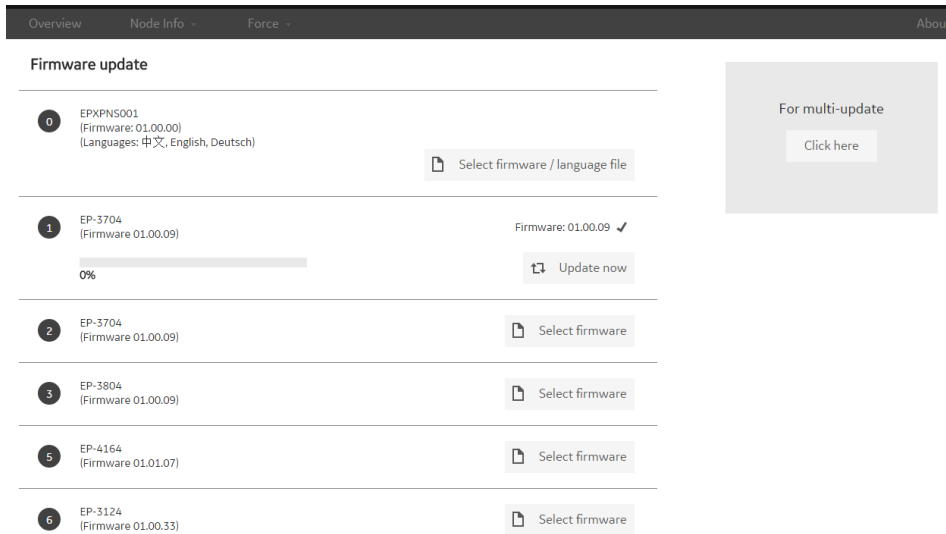 Overview Node Info Force Abou
Firmware update
0
EPXPNS001
(Firmware: 01.00.00)
(Languages: 中文, English, Deutsch)
Select firmware / language file
For multi-update
Click here
1
EP-3704
(Firmware 01.00.09)
Firmware: 01.00.09 ✓
0%
Update now
2
EP-3704
(Firmware 01.00.09)
Select firmware
3
EP-3804
(Firmware 01.00.09)
Select firmware
5
EP-4164
(Firmware 01.01.07)
Select firmware
6
EP-3124
(Firmware 01.00.33)
Select firmware